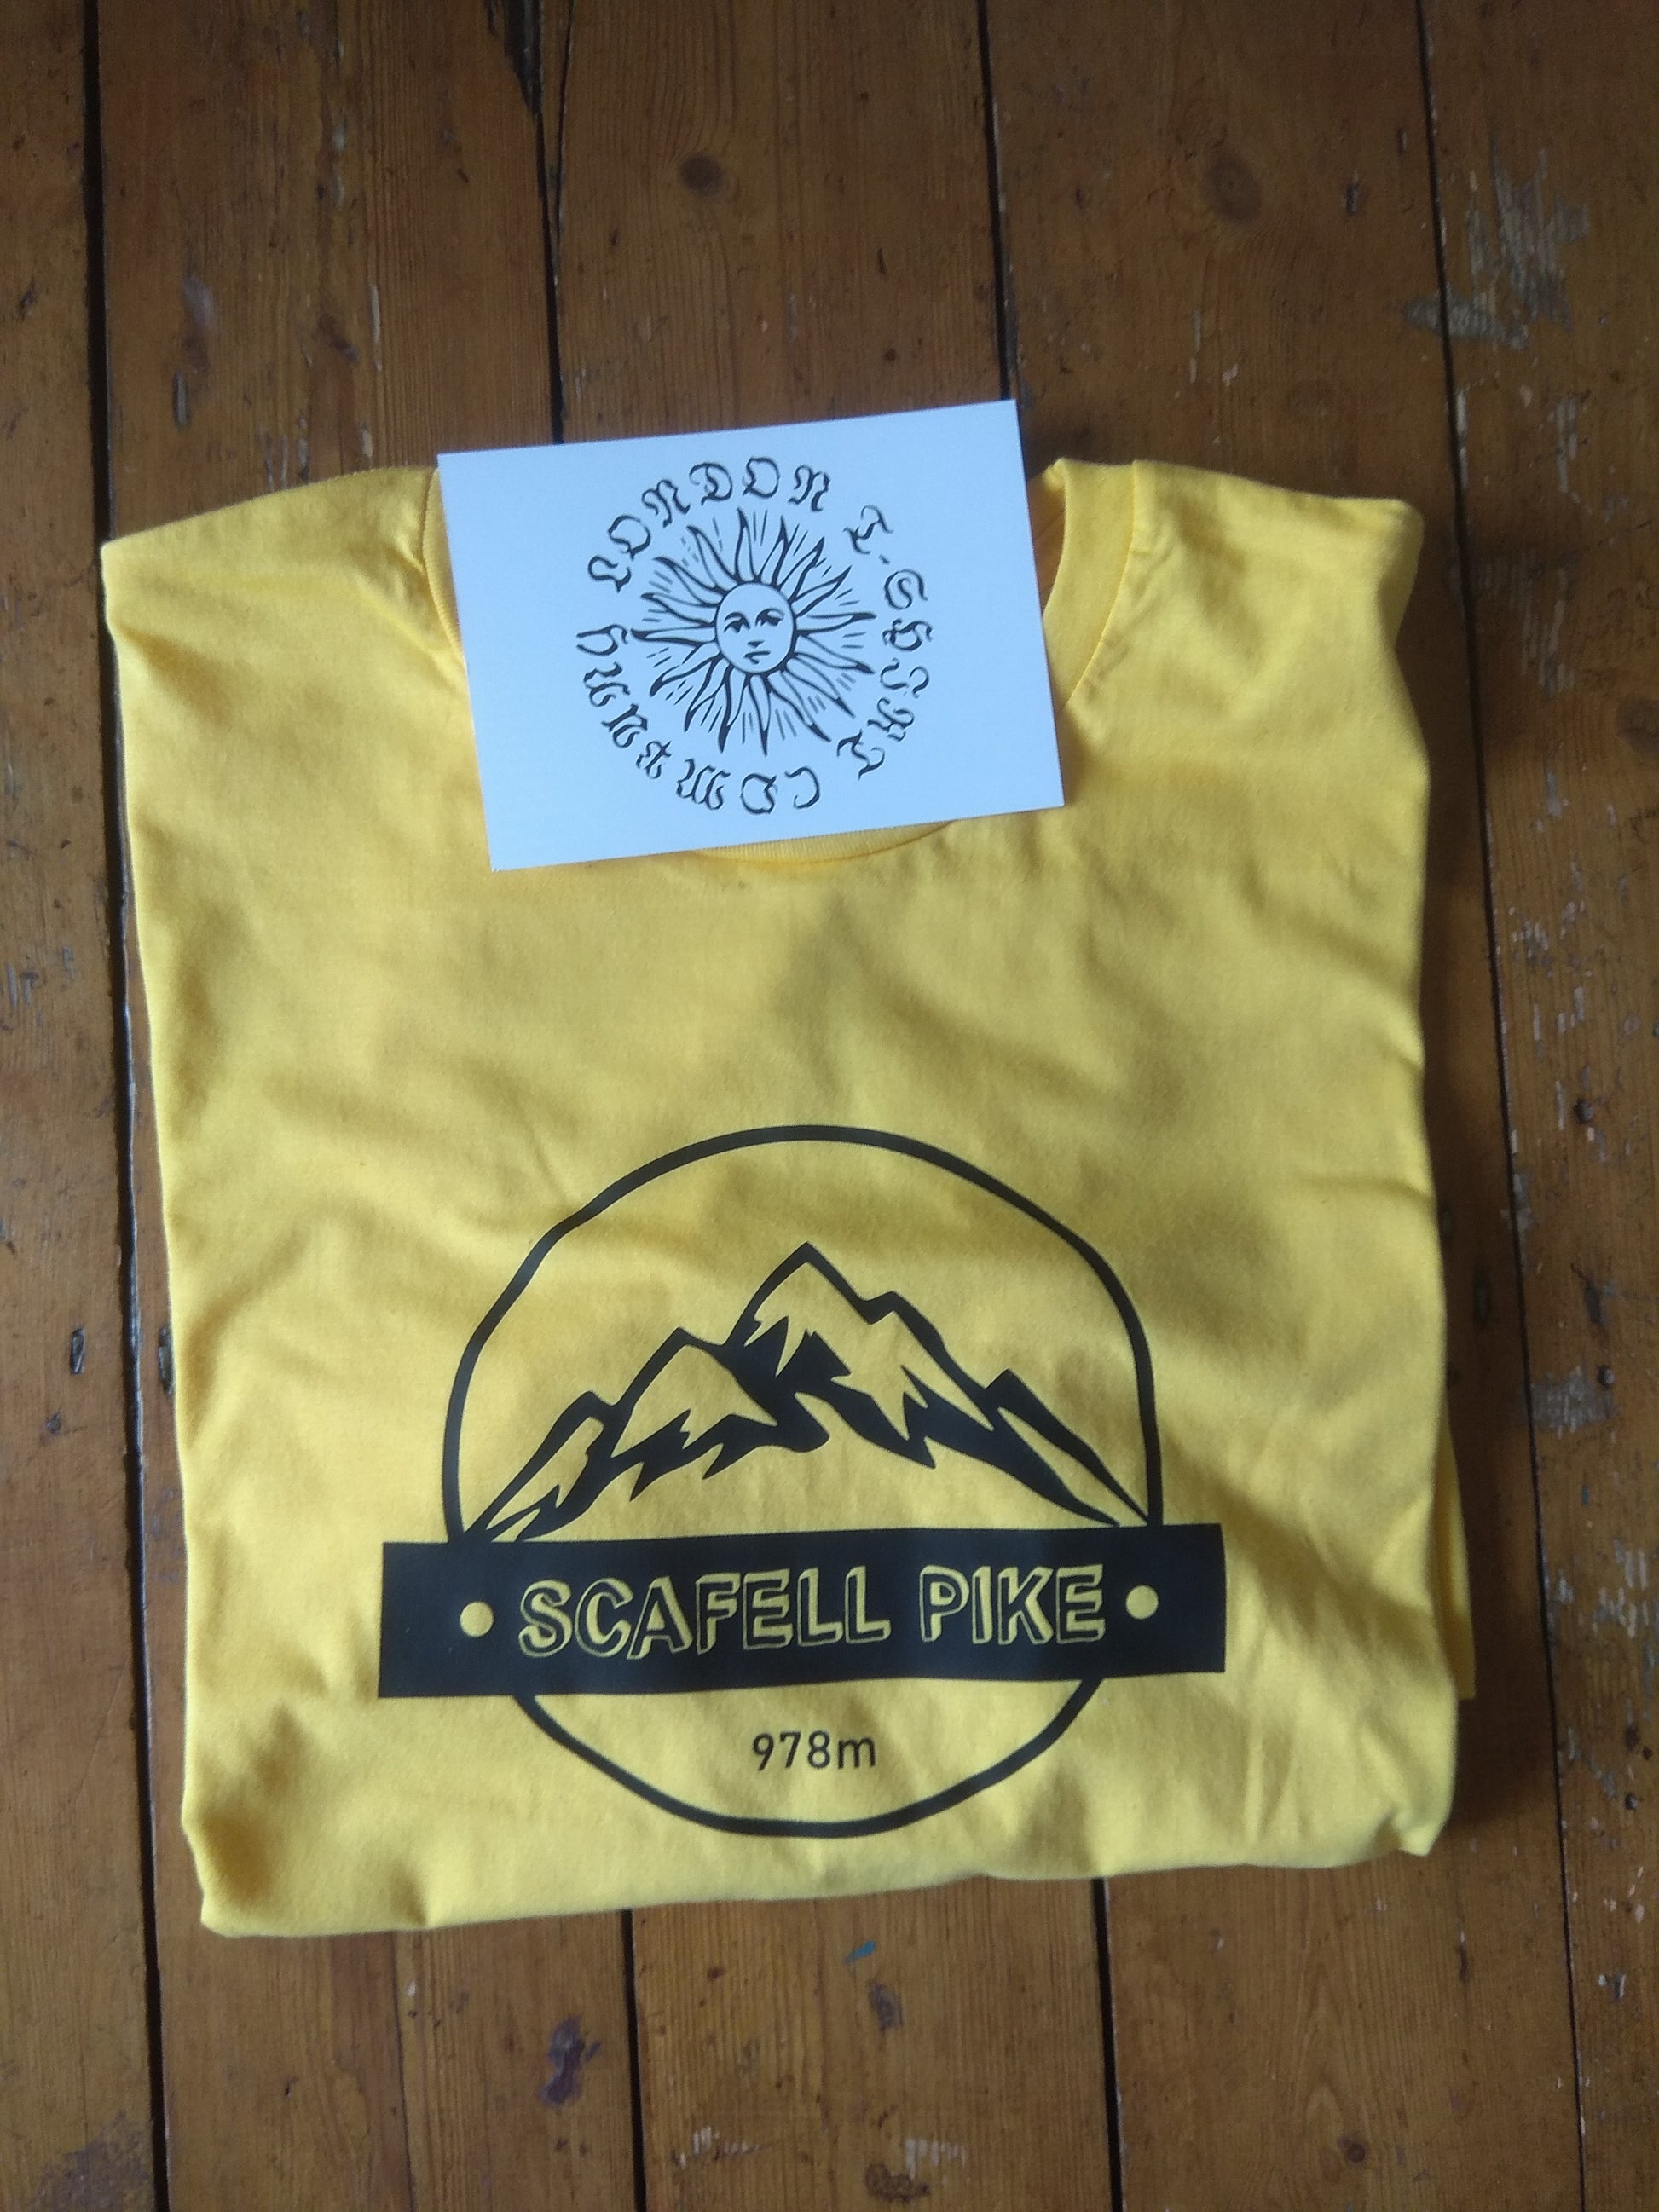 LONDON T-SHIRT COMPANY
SCAFELL PIKE
978m